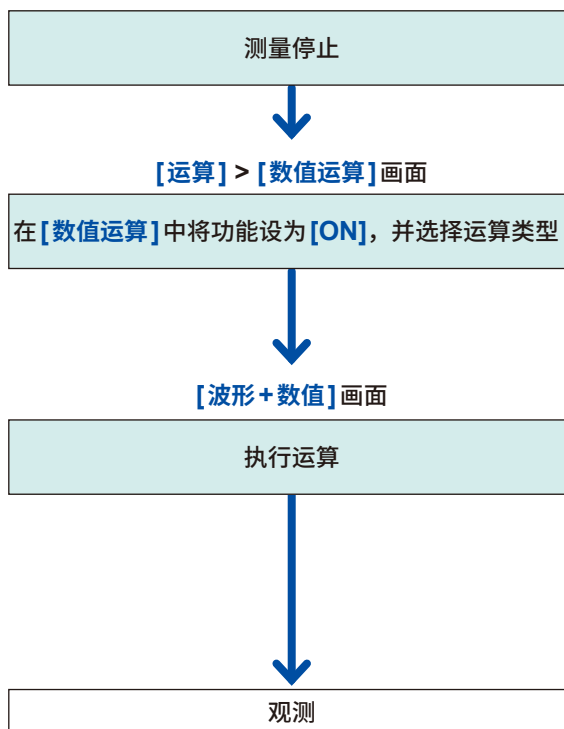 测量停止
[运算] > [数值运算]画面
在[数值运算]中将功能设为[ON]，并选择运算类型
[波形+数值]画面
执行运算
观测